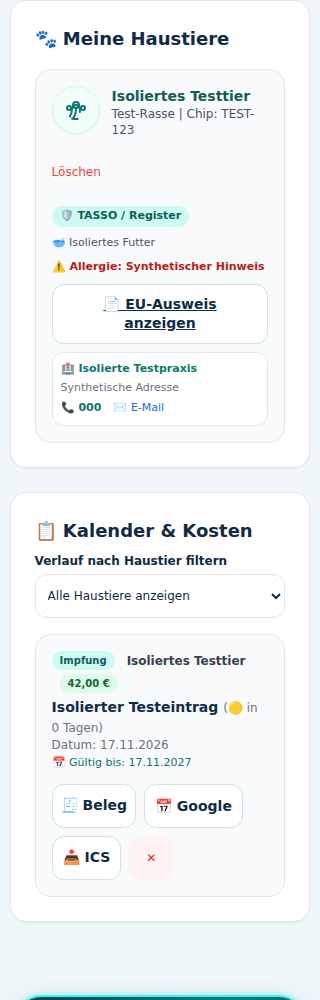 🐾 Meine Haustiere
Isoliertes Testtier
Test-Rasse | Chip: TEST-
123
Löschen
🛡️ TASSO / Register
🥣 Isoliertes Futter
⚠️ Allergie: Synthetischer Hinweis
📄 EU-Ausweis
anzeigen
🏥 Isolierte Testpraxis
Synthetische Adresse
📞 000 ✉️ E-Mail
📋 Kalender & Kosten
Verlauf nach Haustier filtern
Alle Haustiere anzeigen
Impfung Isoliertes Testtier
42,00 €
Isolierter Testeintrag (🟡 in
0 Tagen)
Datum: 17.11.2026
📅 Gültig bis: 17.11.2027
🧾 Beleg 📅 Google
📥 ICS ×